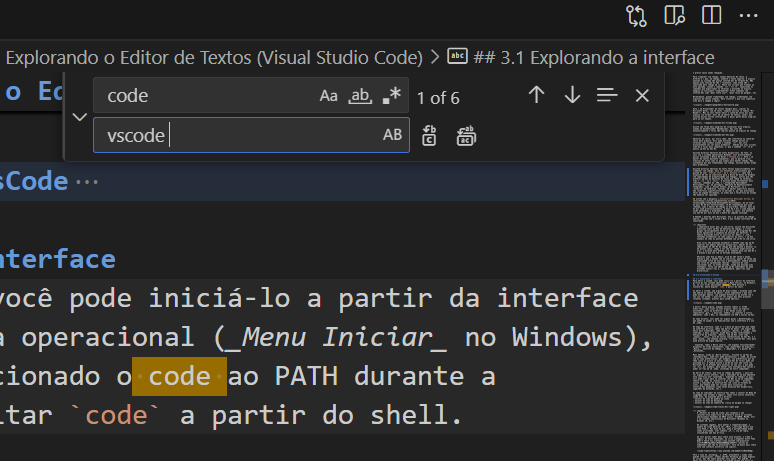 Explorando o Editor de Textos (Visual Studio Code) > ## 3.1 Explorando a interface
o Ed
code Aa ab .* 1 of 6
vscode AB
sCode ...
nterface
você pode iniciá-lo a partir da interface
a operacional (_Menu Iniciar_ no Windows),
cionado o code ao PATH durante a
itar `code` a partir do shell.